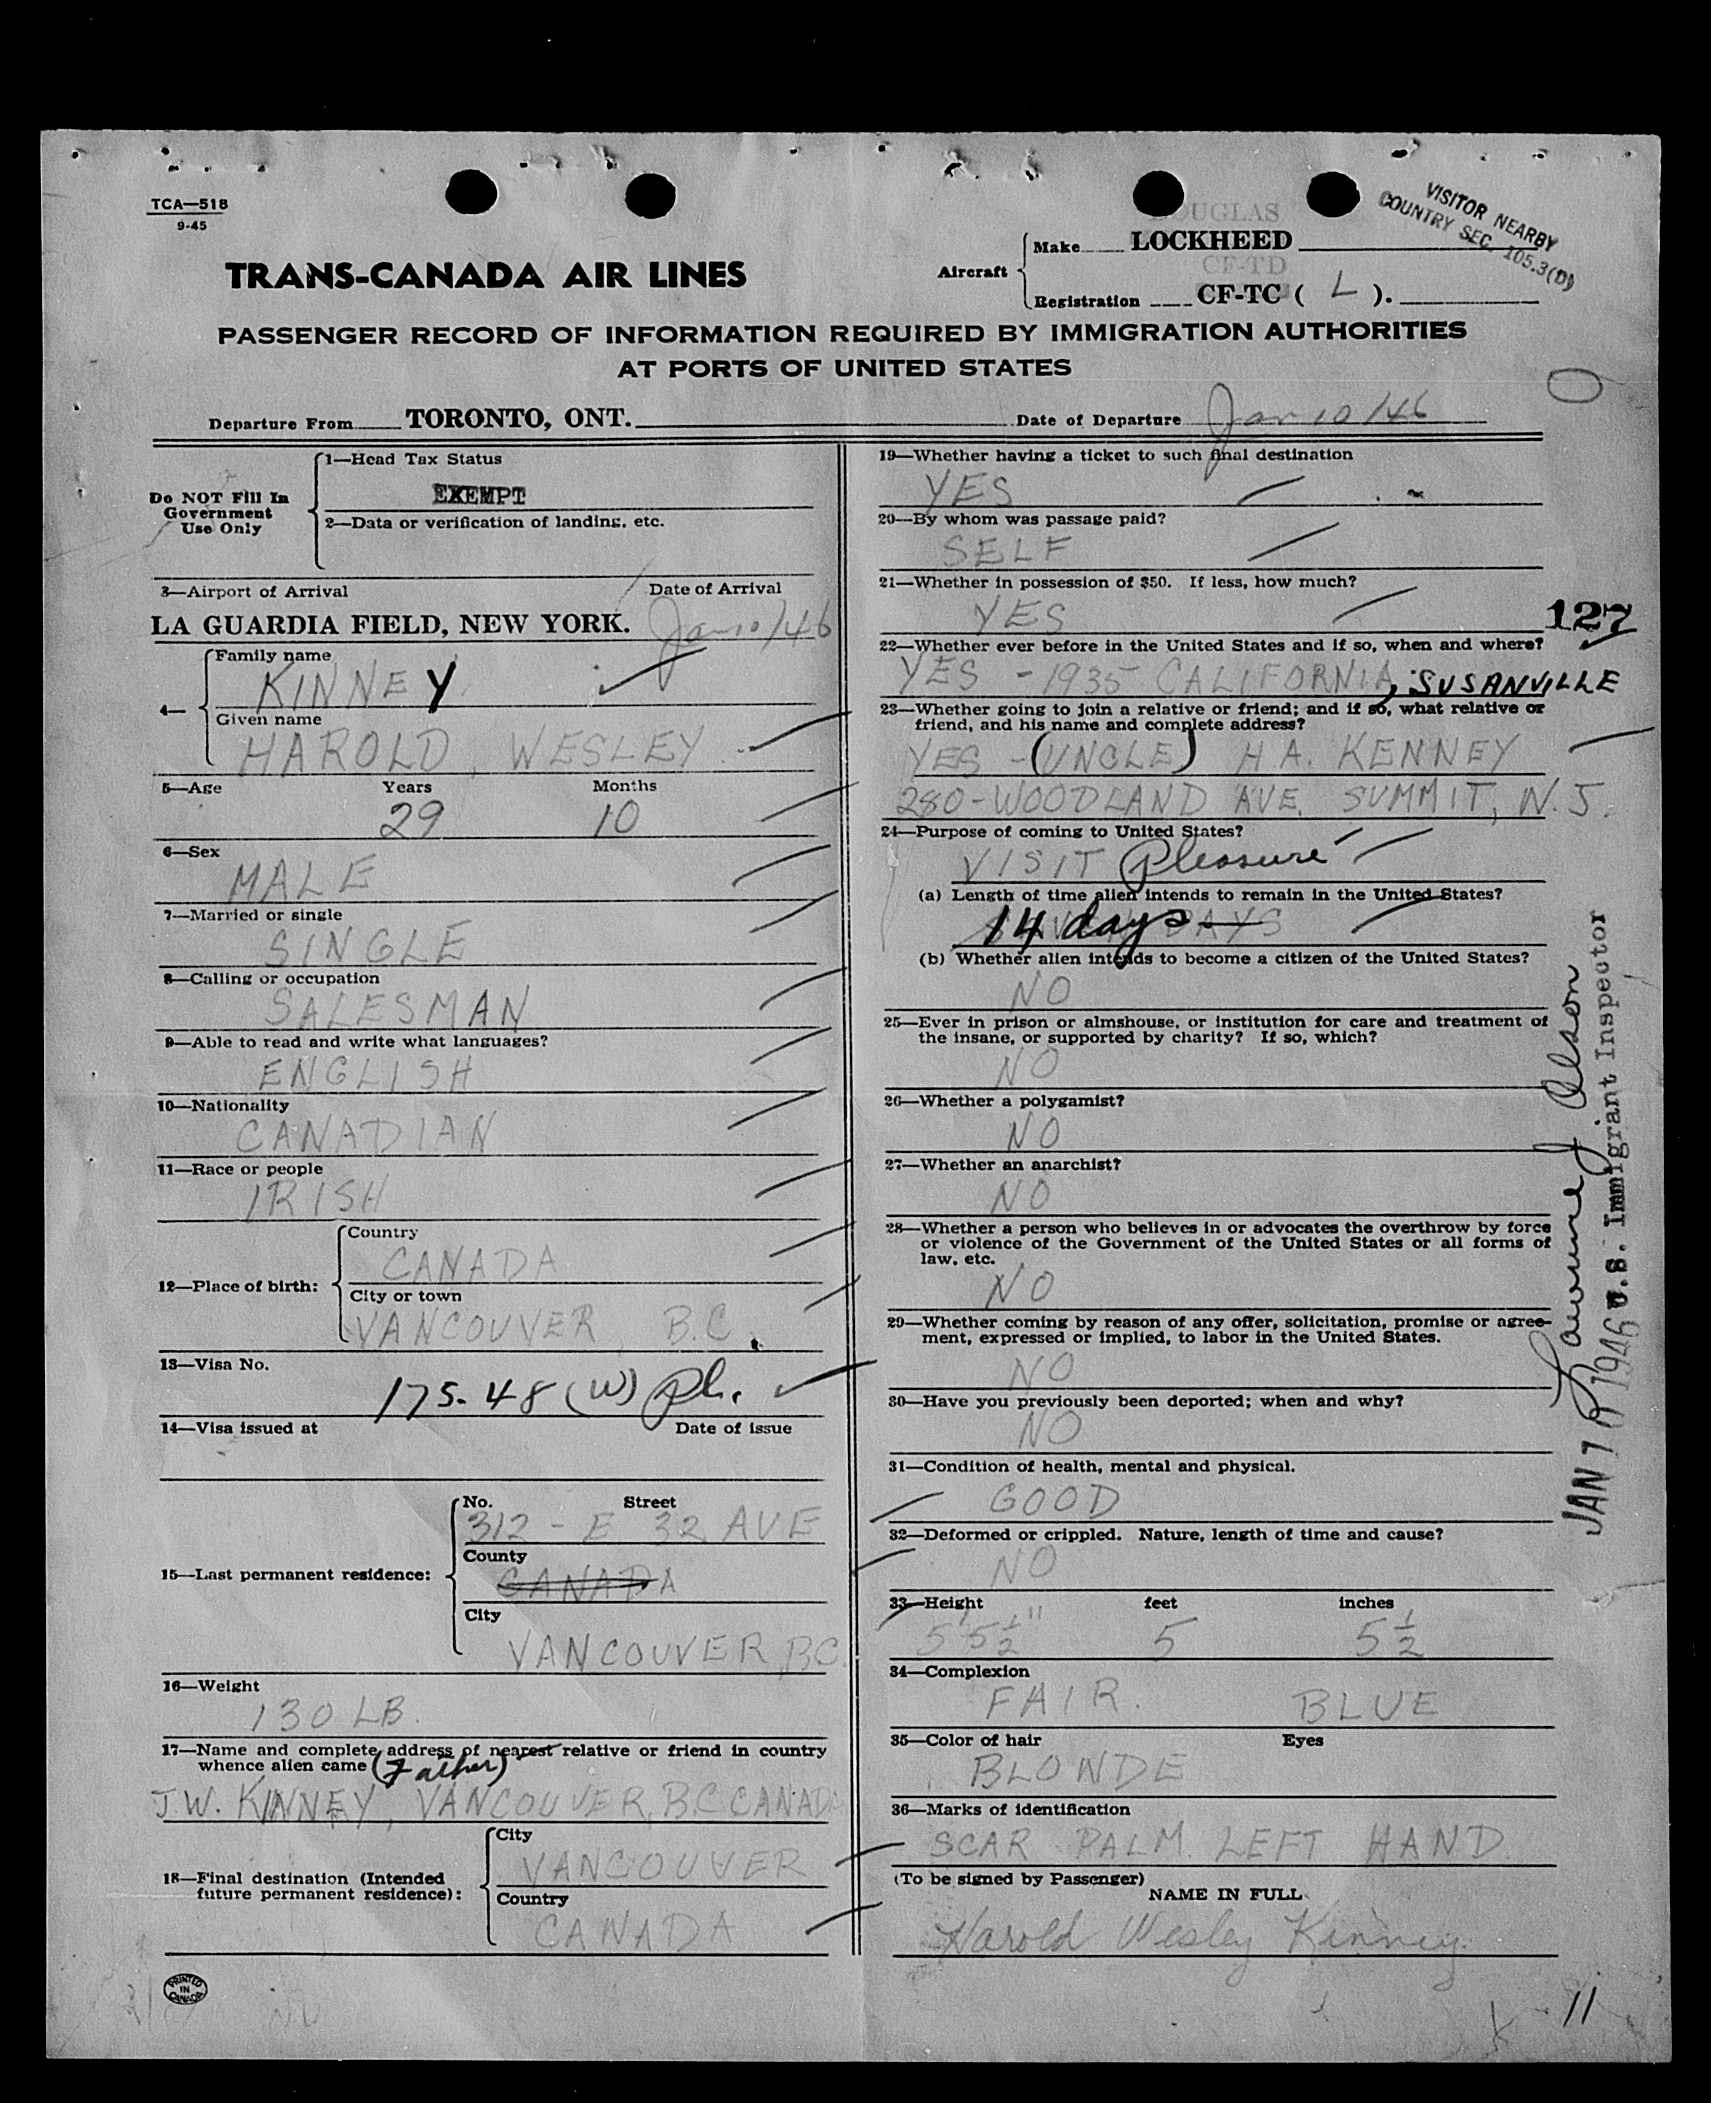 TCA—518
9-45
VISITOR NEARBY
COUNTRY SEC. 105.3(D)
DOUGLAS
Make LOCKHEED
TRANS-CANADA AIR LINES
Aircraft
CF-TD
Registration CF-TC ( L ).
PASSENGER RECORD OF INFORMATION REQUIRED BY IMMIGRATION AUTHORITIES
AT PORTS OF UNITED STATES
Departure From TORONTO, ONT.
Date of Departure Jan 10/46
Do NOT Fill In
Government
Use Only
1—Head Tax Status
EXEMPT
2—Data or verification of landing, etc.
3—Airport of Arrival Date of Arrival
LA GUARDIA FIELD, NEW YORK. Jan 10/46
4—
Family name
KINNEY
Given name
HAROLD, WESLEY
5—Age Years Months
29 10
6—Sex
MALE
7—Married or single
SINGLE
8—Calling or occupation
SALESMAN
9—Able to read and write what languages?
ENGLISH
10—Nationality
CANADIAN
11—Race or people
IRISH
12—Place of birth:
Country
CANADA
City or town
VANCOUVER B.C.
13—Visa No.
175.48 (W) Pl.
14—Visa issued at Date of issue
15—Last permanent residence:
No. Street
312 - E 32 AVE
County
CANADA
City
VANCOUVER BC.
16—Weight
130 LB.
17—Name and complete address of nearest relative or friend in country
whence alien came (Father)
J.W. KINNEY, VANCOUVER, B.C CANADA
18—Final destination (Intended
future permanent residence):
City
VANCOUVER
Country
CANADA
PRINTED
IN
CANADA
19—Whether having a ticket to such final destination
YES
20—By whom was passage paid?
SELF
21—Whether in possession of $50. If less, how much?
YES
127
22—Whether ever before in the United States and if so, when and where?
YES - 1935 CALIFORNIA, SUSANVILLE
23—Whether going to join a relative or friend; and if so, what relative or
friend, and his name and complete address?
YES - (UNCLE) H.A. KENNEY
280-WOODLAND AVE. SUMMIT, N.J.
24—Purpose of coming to United States?
VISIT Pleasure
(a) Length of time alien intends to remain in the United States?
14 days DAYS
(b) Whether alien intends to become a citizen of the United States?
NO
25—Ever in prison or almshouse, or institution for care and treatment of
the insane, or supported by charity? If so, which?
NO
26—Whether a polygamist?
NO
27—Whether an anarchist?
NO
28—Whether a person who believes in or advocates the overthrow by force
or violence of the Government of the United States or all forms of
law, etc.
NO
29—Whether coming by reason of any offer, solicitation, promise or agree-
ment, expressed or implied, to labor in the United States.
NO
30—Have you previously been deported; when and why?
NO
31—Condition of health, mental and physical.
GOOD
32—Deformed or crippled. Nature, length of time and cause?
NO
33—Height feet inches
5'5½" 5 5½
34—Complexion
FAIR. BLUE
35—Color of hair Eyes
BLONDE
36—Marks of identification
SCAR PALM. LEFT HAND.
(To be signed by Passenger)
NAME IN FULL
Harold Wesley Kinney.
11
Lawrence J Olson
U.S. Immigrant Inspector
JAN 1946